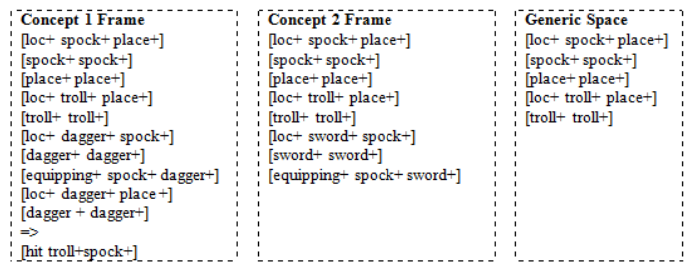 Concept 1 Frame
[loc+ spock+ place+]
[spock+ spock+]
[place+ place+]
[loc+ troll+ place+]
[troll+ troll+]
[loc+ dagger+ spock+]
[dagger+ dagger+]
[equipping+ spock+ dagger+]
[loc+ dagger+ place +]
[dagger + dagger+]
=>
[hit troll+spock+]
Concept 2 Frame
[loc+ spock+ place+]
[spock+ spock+]
[place+ place+]
[loc+ troll+ place+]
[troll+ troll+]
[loc+ sword+ spock+]
[sword+ sword+]
[equipping+ spock+ sword+]
Generic Space
[loc+ spock+ place+]
[spock+ spock+]
[place+ place+]
[loc+ troll+ place+]
[troll+ troll+]